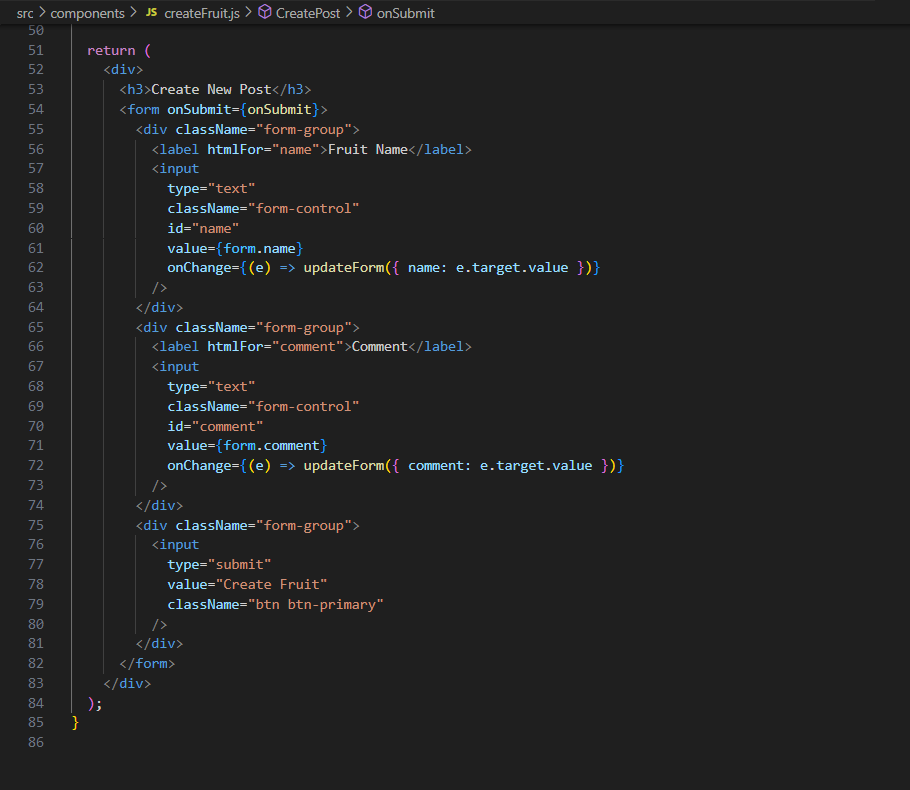 src > components > JS createFruit.js > CreatePost > onSubmit
50
51 return (
52 <div>
53 <h3>Create New Post</h3>
54 <form onSubmit={onSubmit}>
55 <div className="form-group">
56 <label htmlFor="name">Fruit Name</label>
57 <input
58 type="text"
59 className="form-control"
60 id="name"
61 value={form.name}
62 onChange={(e) => updateForm({ name: e.target.value })}
63 />
64 </div>
65 <div className="form-group">
66 <label htmlFor="comment">Comment</label>
67 <input
68 type="text"
69 className="form-control"
70 id="comment"
71 value={form.comment}
72 onChange={(e) => updateForm({ comment: e.target.value })}
73 />
74 </div>
75 <div className="form-group">
76 <input
77 type="submit"
78 value="Create Fruit"
79 className="btn btn-primary"
80 />
81 </div>
82 </form>
83 </div>
84 );
85 }
86